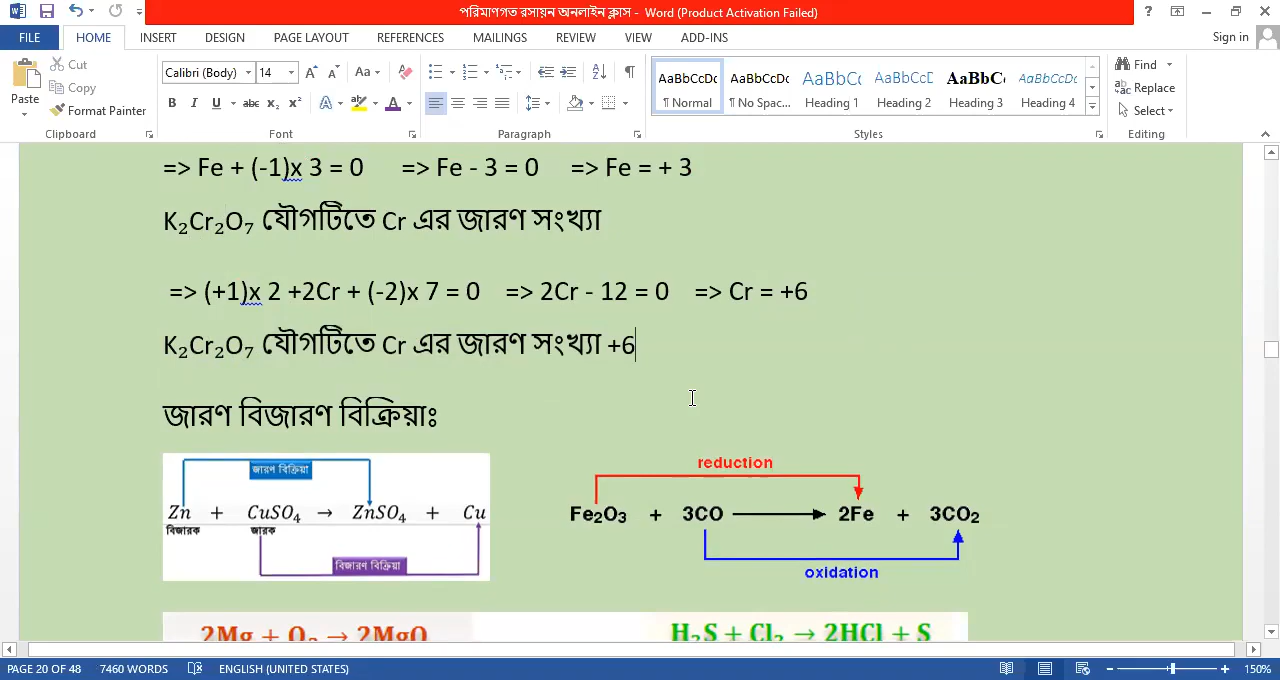 পরিমাণগত রসায়ন অনলাইন ক্লাস - Word (Product Activation Failed)
FILE HOME INSERT DESIGN PAGE LAYOUT REFERENCES MAILINGS REVIEW VIEW ADD-INS Sign in
Paste Cut Copy Format Painter
Calibri (Body) 14
AaBbCcDc AaBbCcDc AaBbCc AaBbCcD AaBbCc AaBbCcDc
¶ Normal ¶ No Spac... Heading 1 Heading 2 Heading 3 Heading 4
Find Replace Select
Clipboard Font Paragraph Styles Editing
=> Fe + (-1)x 3 = 0 => Fe - 3 = 0 => Fe = + 3
K₂Cr₂O₇ যৌগটিতে Cr এর জারণ সংখ্যা
=> (+1)x 2 +2Cr + (-2)x 7 = 0 => 2Cr - 12 = 0 => Cr = +6
K₂Cr₂O₇ যৌগটিতে Cr এর জারণ সংখ্যা +6
জারণ বিজারণ বিক্রিয়াঃ
জারণ বিক্রিয়া
Zn + CuSO₄ → ZnSO₄ + Cu
বিজারক জারক
বিজারণ বিক্রিয়া
reduction
Fe₂O₃ + 3CO → 2Fe + 3CO₂
oxidation
2Mg + O₂ → 2MgO H₂S + Cl₂ → 2HCl + S
PAGE 20 OF 48 7460 WORDS ENGLISH (UNITED STATES) 150%